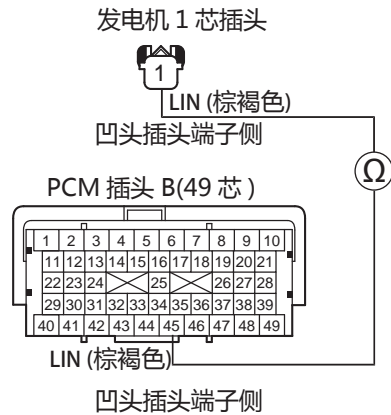 发电机 1 芯插头
1
LIN (棕褐色)
凹头插头端子侧
Ω
PCM 插头 B(49 芯 )
1 2 3 4 5 6 7 8 9 10
11 12 13 14 15 16 17 18 19 20 21
22 23 24 25 26 27 28
29 30 31 32 33 34 35 36 37 38 39
40 41 42 43 44 45 46 47 48 49
LIN (棕褐色)
凹头插头端子侧